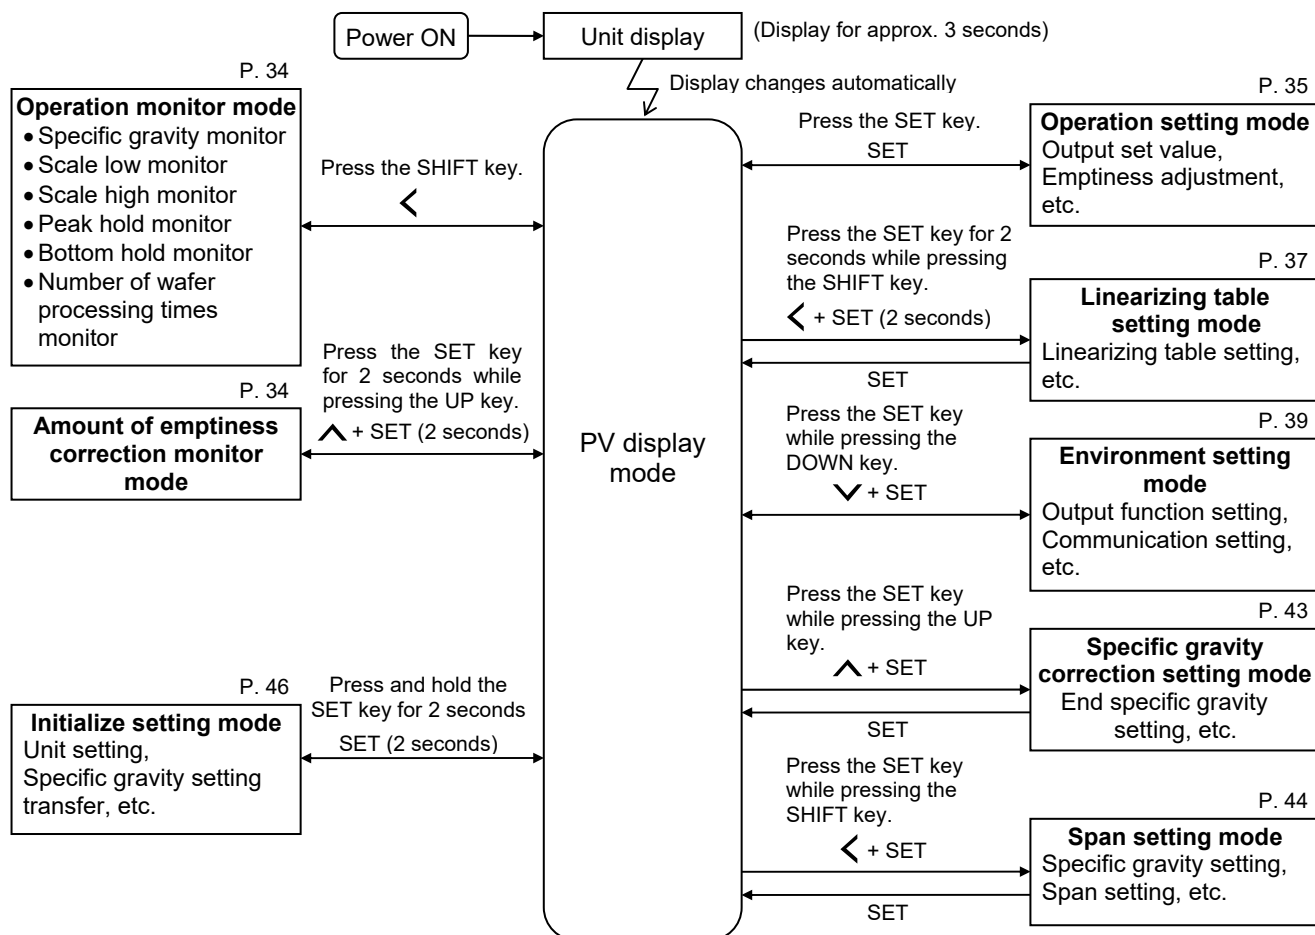 Power ON
Unit display
(Display for approx. 3 seconds)
Display changes automatically
P. 34
Operation monitor mode
• Specific gravity monitor
• Scale low monitor
• Scale high monitor
• Peak hold monitor
• Bottom hold monitor
• Number of wafer
processing times
monitor
Press the SHIFT key.
<
P. 34
Amount of emptiness
correction monitor
mode
Press the SET key
for 2 seconds while
pressing the UP key.
∧ + SET (2 seconds)
P. 46
Initialize setting mode
Unit setting,
Specific gravity setting
transfer, etc.
Press and hold the
SET key for 2 seconds
SET (2 seconds)
PV display
mode
Press the SET key.
SET
P. 35
Operation setting mode
Output set value,
Emptiness adjustment,
etc.
Press the SET key for 2
seconds while pressing
the SHIFT key.
< + SET (2 seconds)
SET
P. 37
Linearizing table
setting mode
Linearizing table setting,
etc.
Press the SET key
while pressing the
DOWN key.
∨ + SET
P. 39
Environment setting
mode
Output function setting,
Communication setting,
etc.
Press the SET key
while pressing the UP
key.
∧ + SET
SET
P. 43
Specific gravity
correction setting mode
End specific gravity
setting, etc.
Press the SET key
while pressing the
SHIFT key.
< + SET
SET
P. 44
Span setting mode
Specific gravity setting,
Span setting, etc.